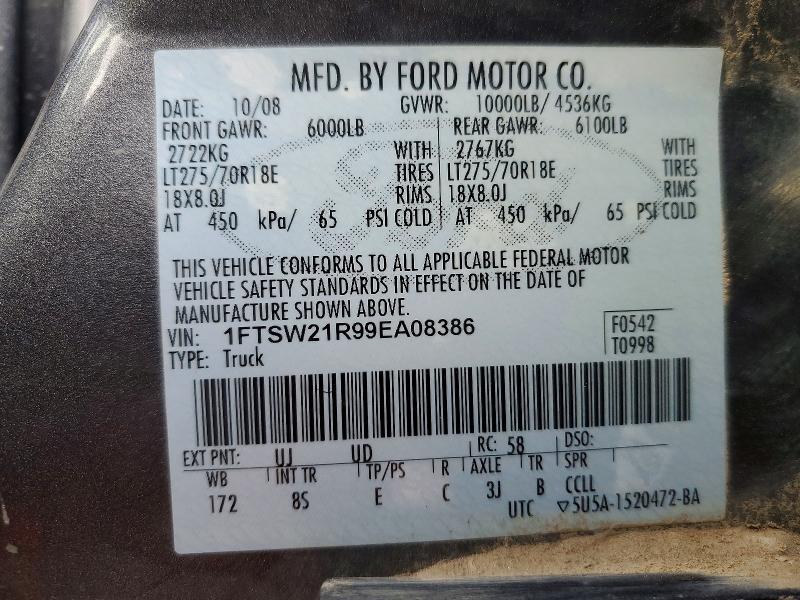 MFD. BY FORD MOTOR CO.
DATE: 10/08 GVWR: 10000LB/ 4536KG
FRONT GAWR: 6000LB REAR GAWR: 6100LB
2722KG WITH 2767KG WITH
LT275/70R18E TIRES LT275/70R18E TIRES
18X8.0J RIMS 18X8.0J RIMS
AT 450 kPa/ 65 PSI COLD AT 450 kPa/ 65 PSI COLD
THIS VEHICLE CONFORMS TO ALL APPLICABLE FEDERAL MOTOR
VEHICLE SAFETY STANDARDS IN EFFECT ON THE DATE OF
MANUFACTURE SHOWN ABOVE.
VIN: 1FTSW21R99EA08386 F0542
TYPE: Truck T0998
EXT PNT: UJ UD RC: 58 DSO:
WB INT TR TP/PS R AXLE TR SPR
172 8S E C 3J B CCLL
UTC ▽5U5A-1520472-BA